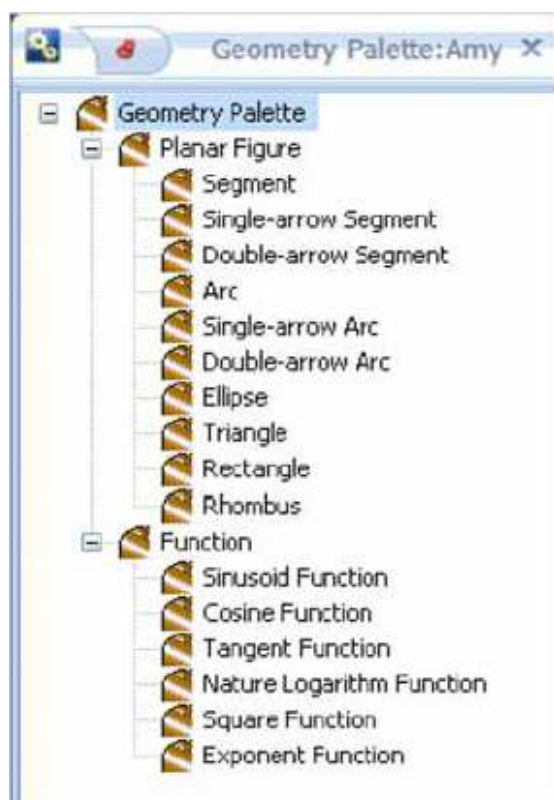 Geometry Palette:Amy
Geometry Palette
Planar Figure
Segment
Single-arrow Segment
Double-arrow Segment
Arc
Single-arrow Arc
Double-arrow Arc
Ellipse
Triangle
Rectangle
Rhombus
Function
Sinusoid Function
Cosine Function
Tangent Function
Nature Logarithm Function
Square Function
Exponent Function